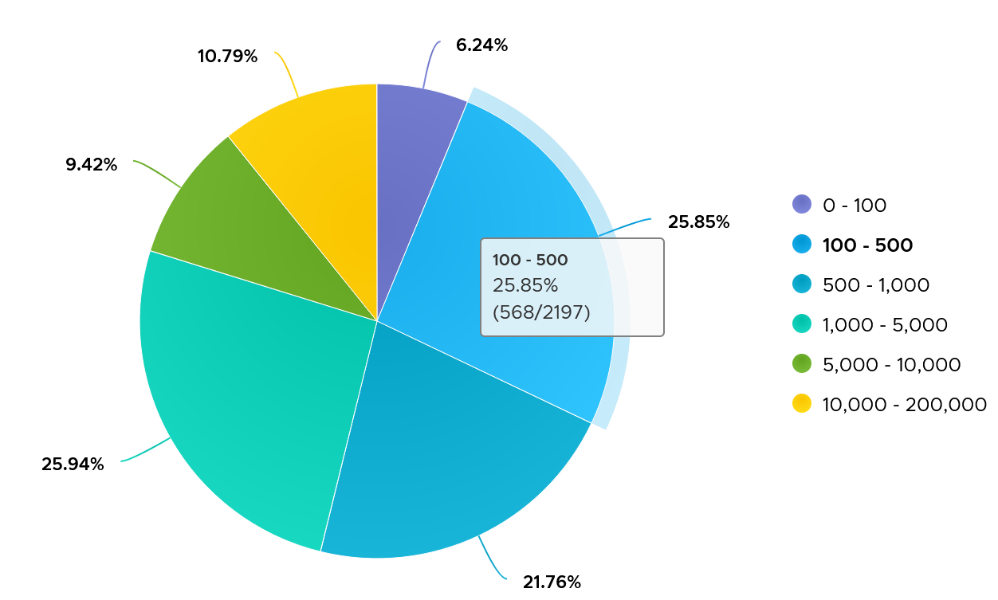 10.79%
6.24%
9.42%
25.85%
100 - 500
25.85%
(568/2197)
25.94%
21.76%
0 - 100
100 - 500
500 - 1,000
1,000 - 5,000
5,000 - 10,000
10,000 - 200,000